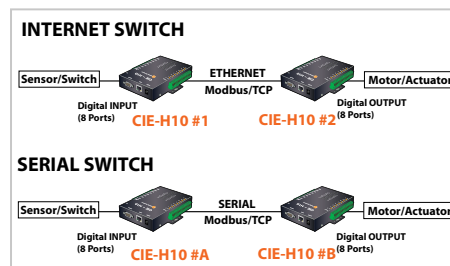 INTERNET SWITCH
Sensor/Switch
ETHERNET
Modbus/TCP
Motor/Actuator
Digital INPUT
(8 Ports)
CIE-H10 #1
CIE-H10 #2
Digital OUTPUT
(8 Ports)
SERIAL SWITCH
Sensor/Switch
SERIAL
Modbus/TCP
Motor/Actuator
Digital INPUT
(8 Ports)
CIE-H10 #A
CIE-H10 #B
Digital OUTPUT
(8 Ports)